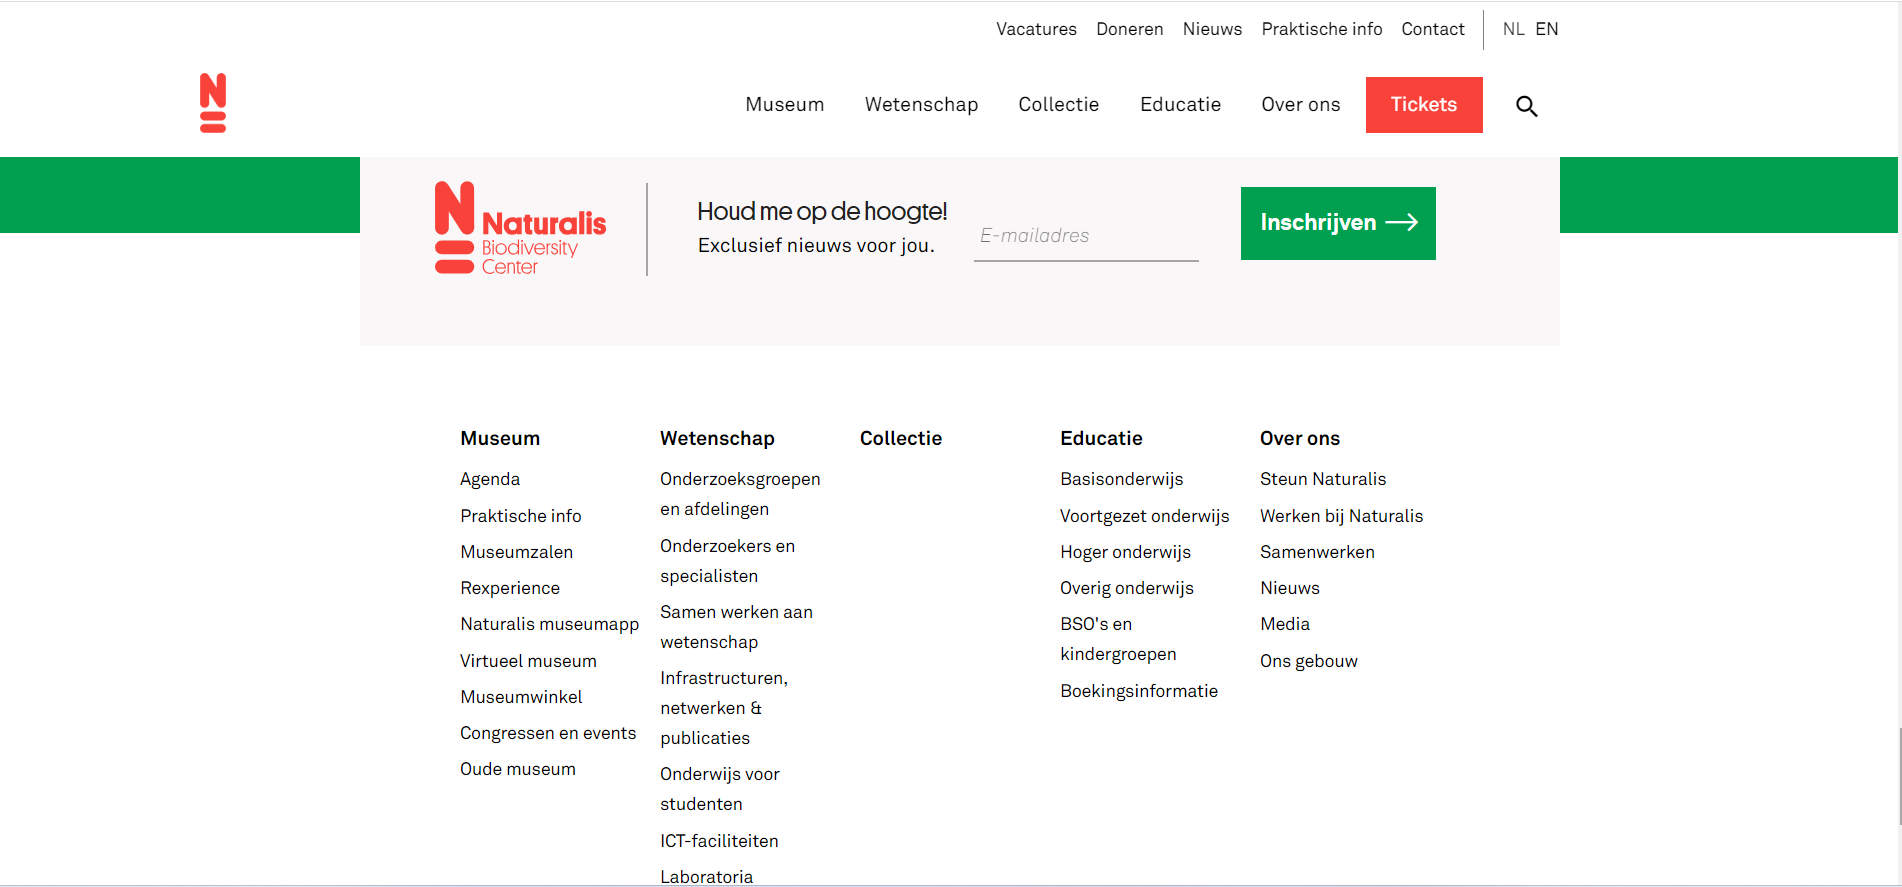 Vacatures Doneren Nieuws Praktische info Contact NL EN
Museum Wetenschap Collectie Educatie Over ons Tickets
Naturalis
Biodiversity
Center
Houd me op de hoogte!
Exclusief nieuws voor jou.
E-mailadres
Inschrijven →
Museum
Agenda
Praktische info
Museumzalen
Rexperience
Naturalis museumapp
Virtueel museum
Museumwinkel
Congressen en events
Oude museum
Wetenschap
Onderzoeksgroepen
en afdelingen
Onderzoekers en
specialisten
Samen werken aan
wetenschap
Infrastructuren,
netwerken &
publicaties
Onderwijs voor
studenten
ICT-faciliteiten
Laboratoria
Collectie
Educatie
Basisonderwijs
Voortgezet onderwijs
Hoger onderwijs
Overig onderwijs
BSO's en
kindergroepen
Boekingsinformatie
Over ons
Steun Naturalis
Werken bij Naturalis
Samenwerken
Nieuws
Media
Ons gebouw